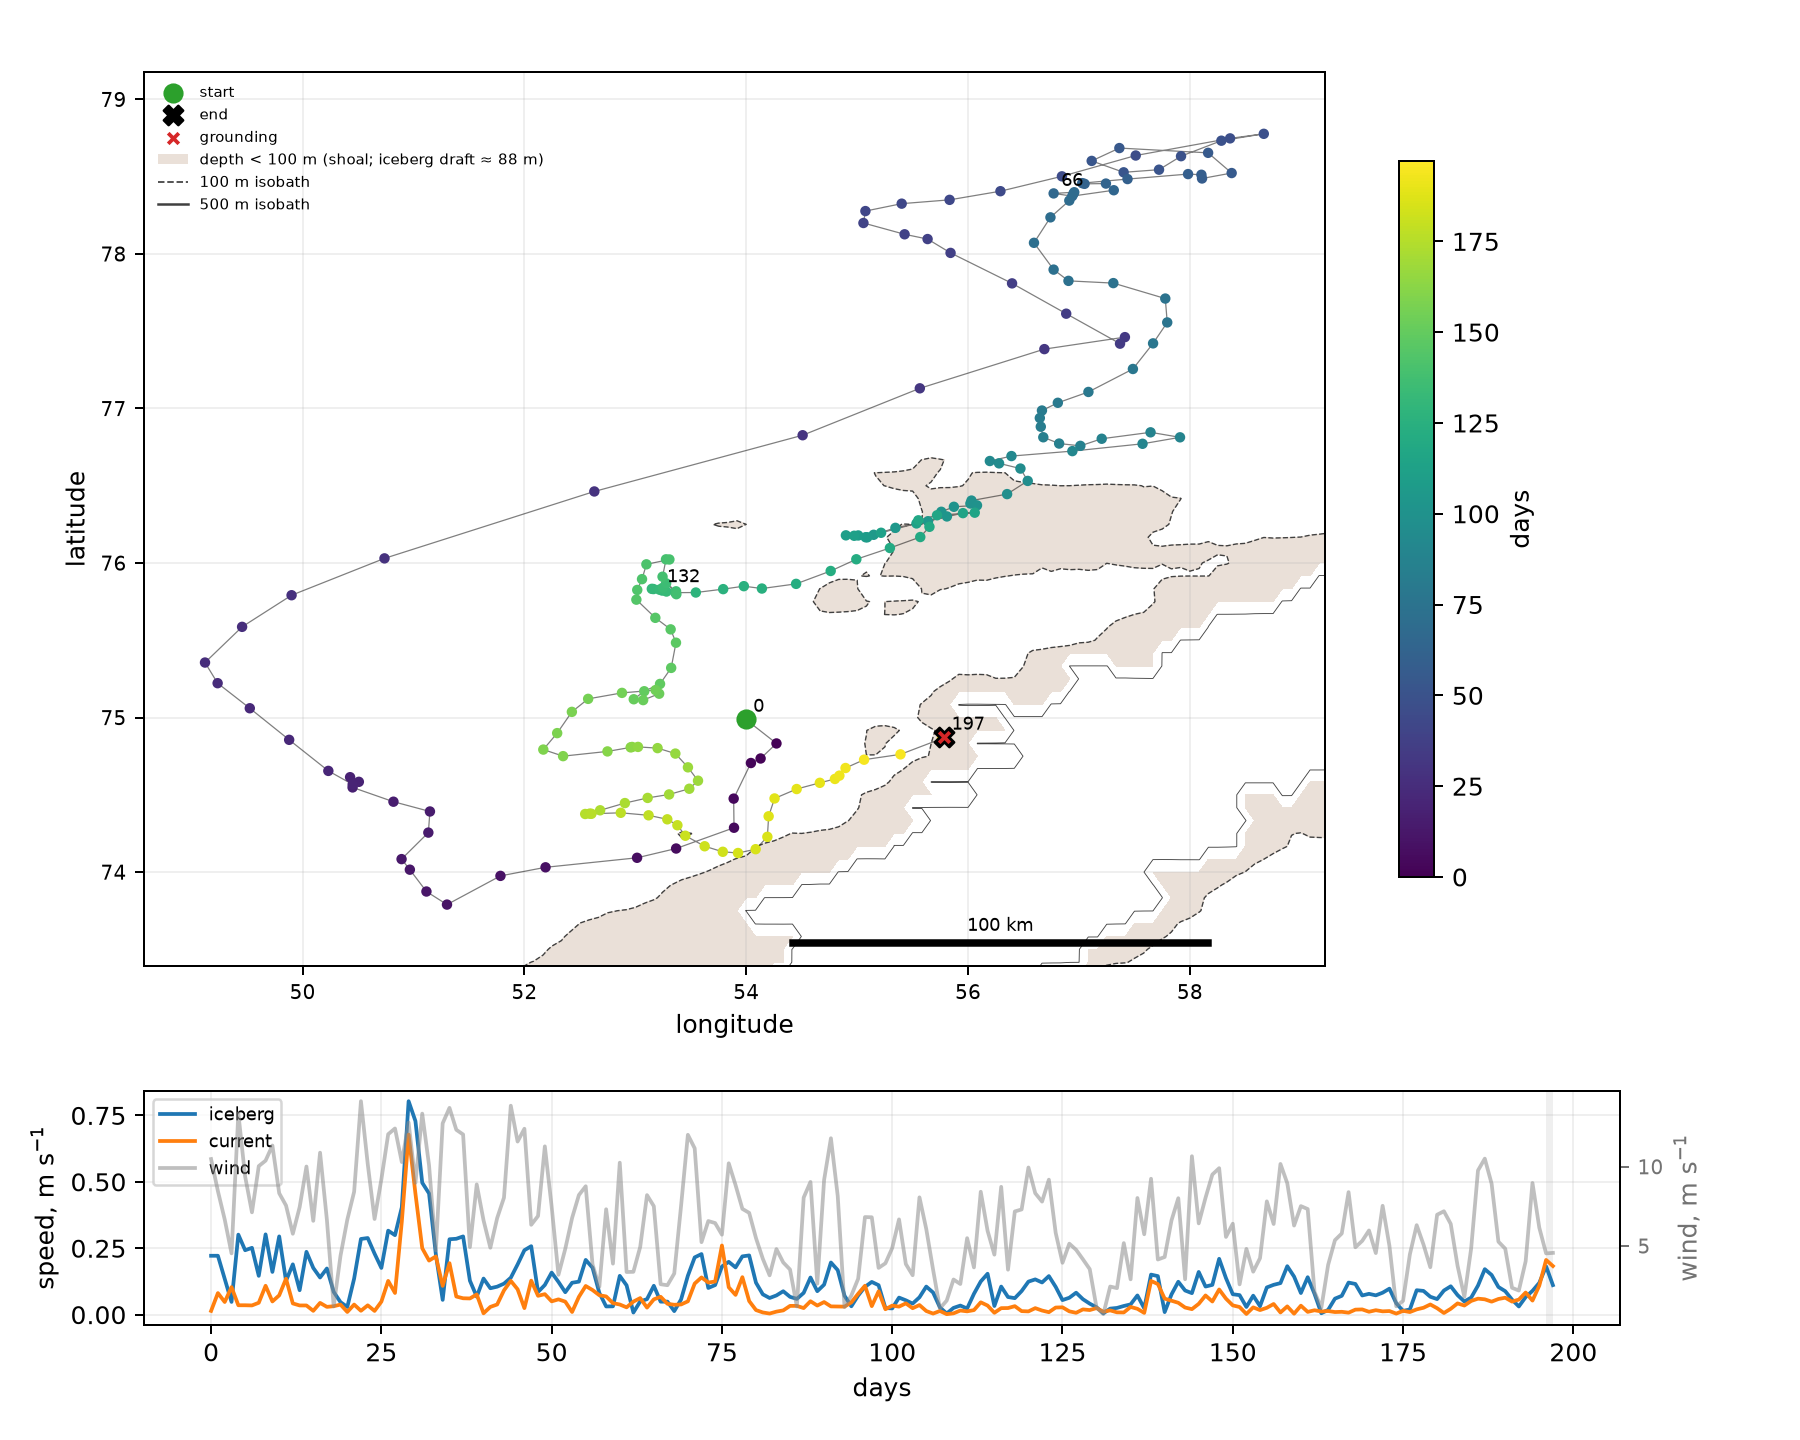 start
end
grounding
depth < 100 m (shoal; iceberg draft ≈ 88 m)
100 m isobath
500 m isobath
79
78
77
76
75
74
latitude
66
132
0
197
100 km
50
52
54
56
58
longitude
175
150
125
100
75
50
25
0
days
iceberg
current
wind
0.75
0.50
0.25
0.00
speed, m s⁻¹
10
5
wind, m s⁻¹
0
25
50
75
100
125
150
175
200
days